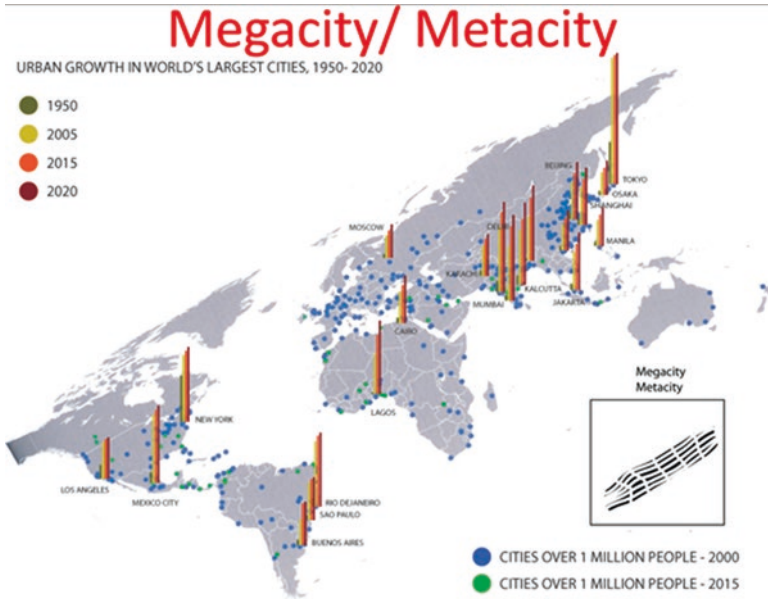 Megacity/ Metacity
URBAN GROWTH IN WORLD'S LARGEST CITIES, 1950- 2020
1950
2005
2015
2020
BEIJING
TOKYO
OSAKA
SHANGHAI
MOSCOW
DELHI
MANILA
KARACHI
KALCUTTA
MUMBAI
JAKARTA
CAIRO
Megacity
Metacity
LAGOS
NEW YORK
LOS ANGELES
MEXICO CITY
RIO DEJANEIRO
SAO PAULO
BUENOS AIRES
CITIES OVER 1 MILLION PEOPLE - 2000
CITIES OVER 1 MILLION PEOPLE - 2015